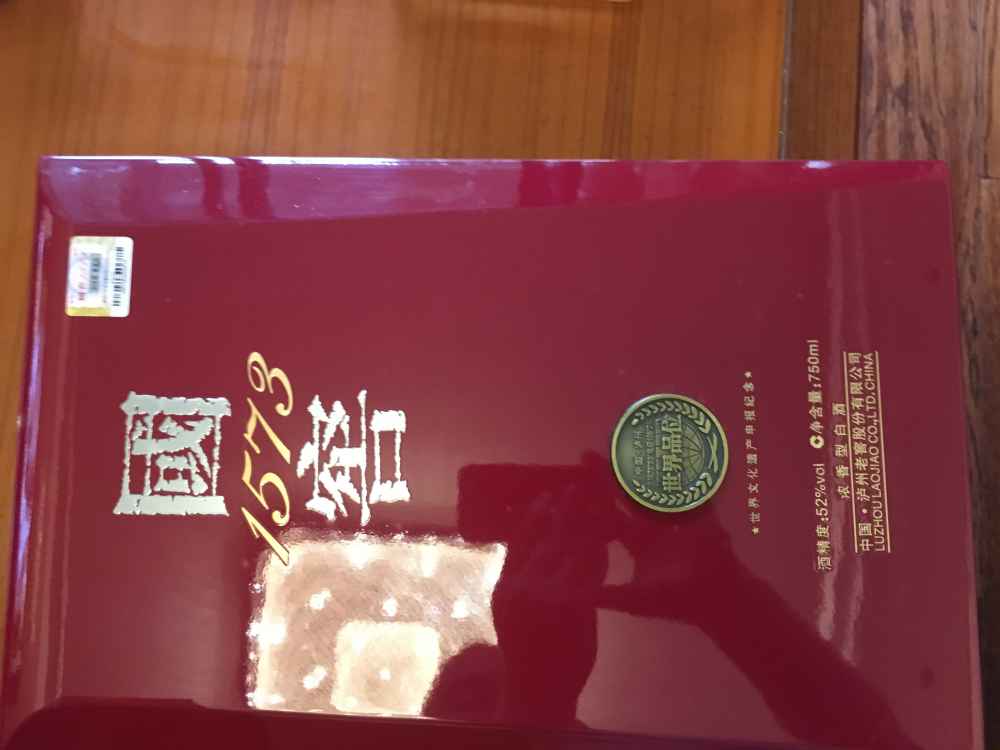 國
1573
窖
世界品
★世界文化遗产申报纪念★
酒精度:52%vol C净含量:750ml
浓香型白酒
中国·泸州老窖股份有限公司
LUZHOU LAOJIAO CO.,LTD.CHINA